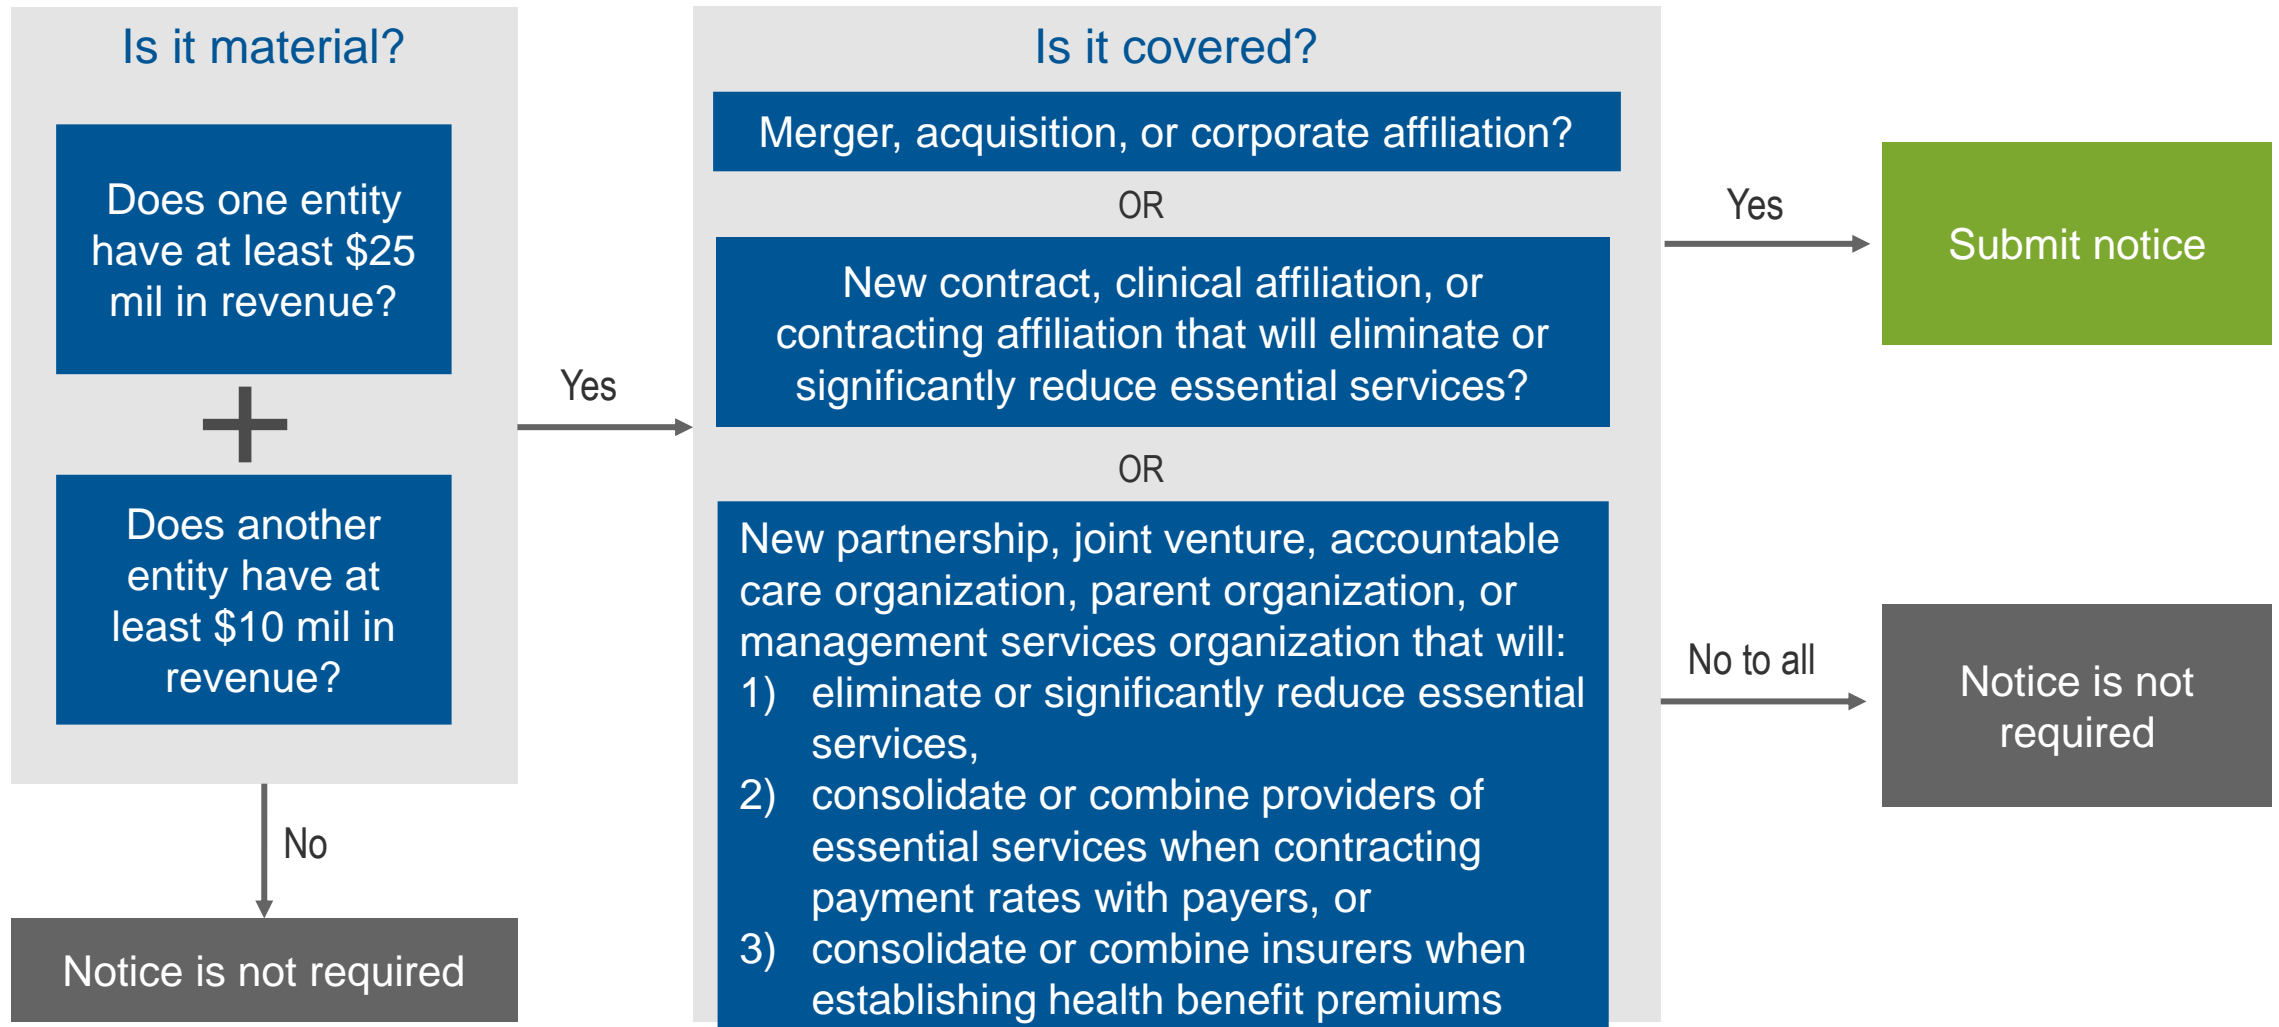 Is it material?
Does one entity
have at least $25
mil in revenue?
Does another
entity have at
least $10 mil in
revenue?
No
Notice is not required
Yes
Is it covered?
Merger, acquisition, or corporate affiliation?
OR
New contract, clinical affiliation, or
contracting affiliation that will eliminate or
significantly reduce essential services?
OR
New partnership, joint venture, accountable
care organization, parent organization, or
management services organization that will:
1) eliminate or significantly reduce essential
services,
2) consolidate or combine providers of
essential services when contracting
payment rates with payers, or
3) consolidate or combine insurers when
establishing health benefit premiums
Yes
Submit notice
No to all
Notice is not
required